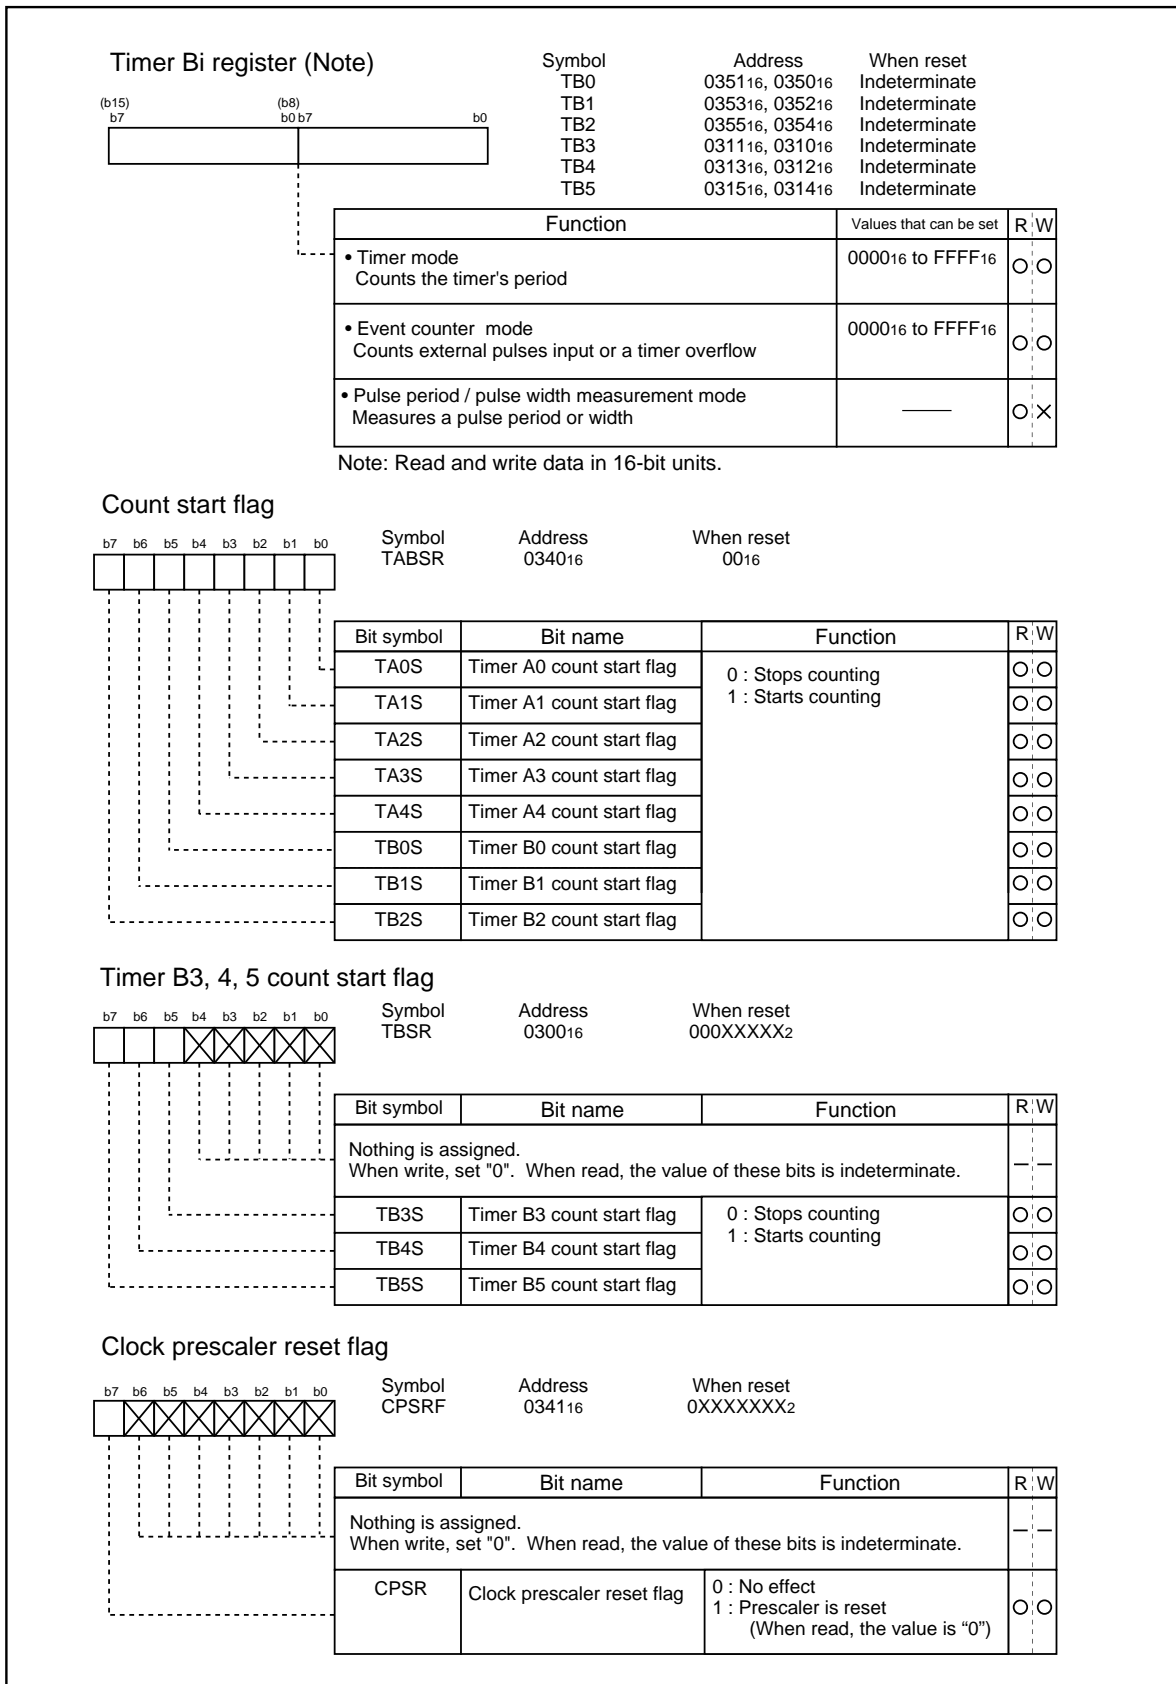 Timer Bi register (Note)
Symbol Address When reset
TB0 035116, 035016 Indeterminate
TB1 035316, 035216 Indeterminate
TB2 035516, 035416 Indeterminate
TB3 031116, 031016 Indeterminate
TB4 031316, 031216 Indeterminate
TB5 031516, 031416 Indeterminate
(b15) (b8)
b7 b0 b7 b0
Function Values that can be set R W
• Timer mode 000016 to FFFF16
Counts the timer's period
• Event counter mode 000016 to FFFF16
Counts external pulses input or a timer overflow
• Pulse period / pulse width measurement mode
Measures a pulse period or width
Note: Read and write data in 16-bit units.
Count start flag
Symbol Address When reset
TABSR 034016 0016
b7 b6 b5 b4 b3 b2 b1 b0
Bit symbol Bit name Function R W
TA0S Timer A0 count start flag 0 : Stops counting
1 : Starts counting
TA1S Timer A1 count start flag
TA2S Timer A2 count start flag
TA3S Timer A3 count start flag
TA4S Timer A4 count start flag
TB0S Timer B0 count start flag
TB1S Timer B1 count start flag
TB2S Timer B2 count start flag
Timer B3, 4, 5 count start flag
Symbol Address When reset
TBSR 030016 000XXXXX2
b7 b6 b5 b4 b3 b2 b1 b0
Bit symbol Bit name Function R W
Nothing is assigned.
When write, set "0". When read, the value of these bits is indeterminate. – –
TB3S Timer B3 count start flag 0 : Stops counting
1 : Starts counting
TB4S Timer B4 count start flag
TB5S Timer B5 count start flag
Clock prescaler reset flag
Symbol Address When reset
CPSRF 034116 0XXXXXXX2
b7 b6 b5 b4 b3 b2 b1 b0
Bit symbol Bit name Function R W
Nothing is assigned.
When write, set "0". When read, the value of these bits is indeterminate. – –
CPSR Clock prescaler reset flag 0 : No effect
1 : Prescaler is reset
(When read, the value is “0”)